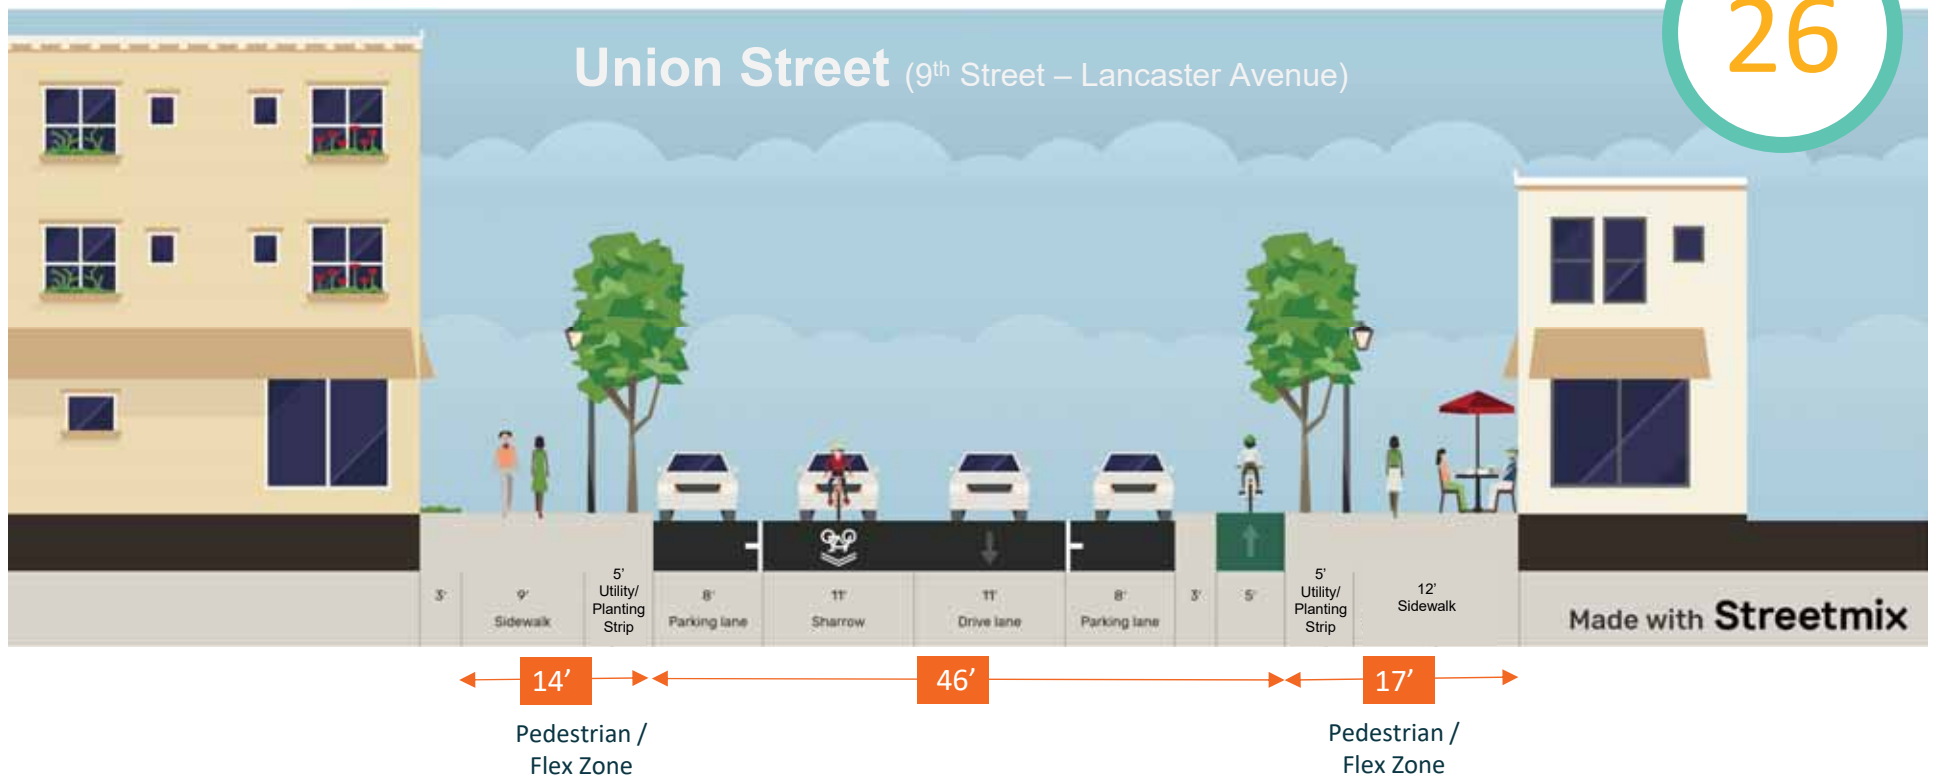 26
Union Street (9th Street – Lancaster Avenue)
3'
9'
Sidewalk
5'
Utility/
Planting
Strip
8'
Parking lane
11'
Sharrow
11'
Drive lane
8'
Parking lane
3'
5'
5'
Utility/
Planting
Strip
12'
Sidewalk
Made with Streetmix
14’
46’
17’
Pedestrian /
Flex Zone
Pedestrian /
Flex Zone